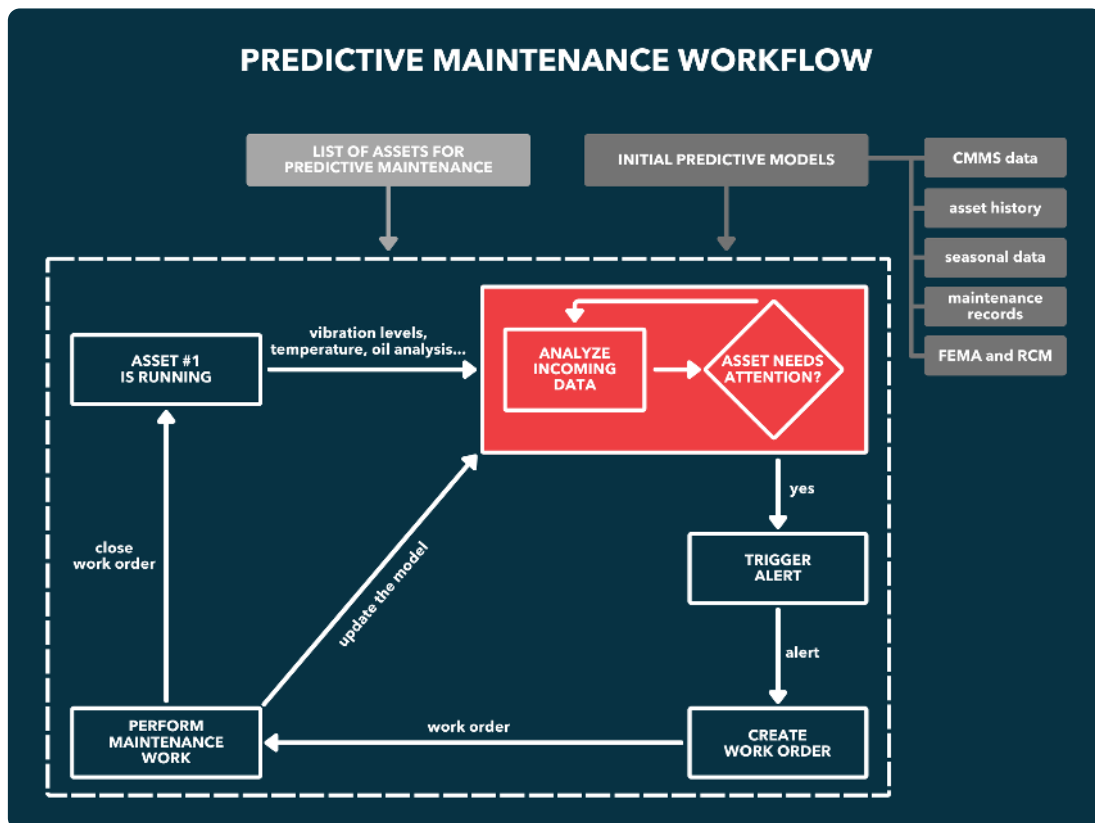 PREDICTIVE MAINTENANCE WORKFLOW
LIST OF ASSETS FOR
PREDICTIVE MAINTENANCE
INITIAL PREDICTIVE MODELS
CMMS data
asset history
seasonal data
maintenance
records
FEMA and RCM
ASSET #1
IS RUNNING
vibration levels,
temperature, oil analysis...
ANALYZE
INCOMING
DATA
ASSET NEEDS
ATTENTION?
yes
TRIGGER
ALERT
alert
CREATE
WORK ORDER
work order
PERFORM
MAINTENANCE
WORK
update the model
close
work order